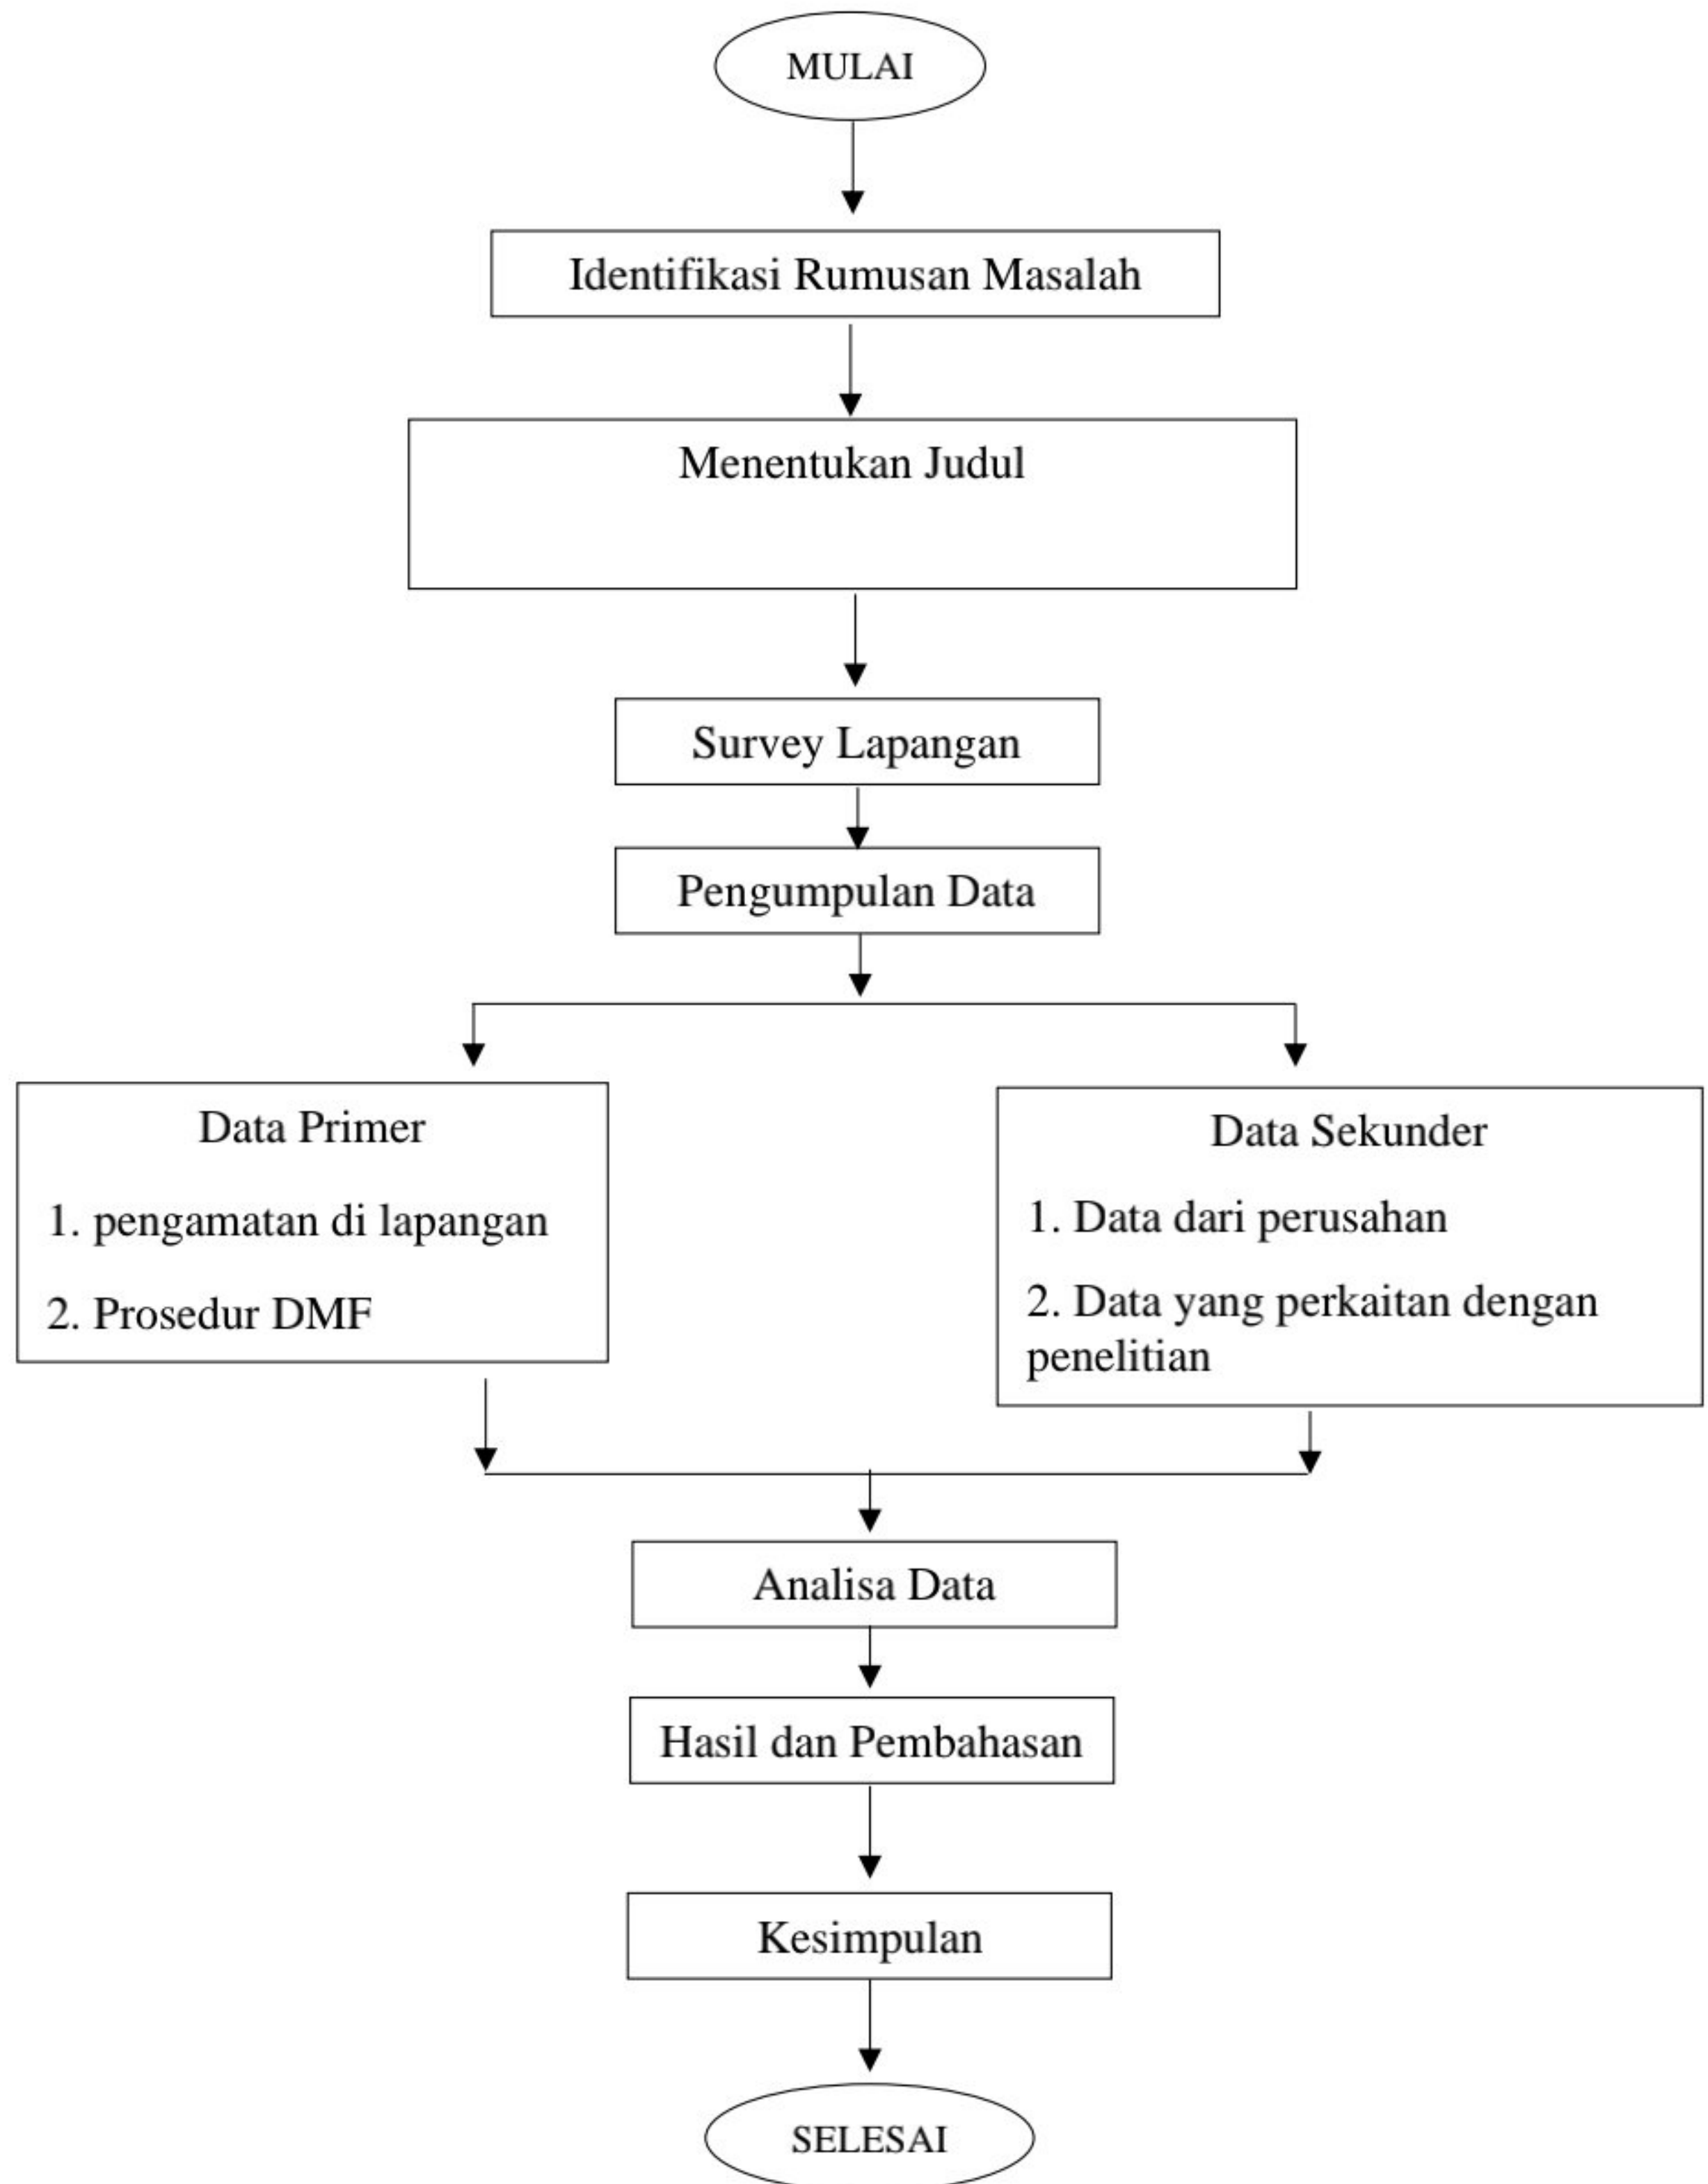 MULAI
Identifikasi Rumusan Masalah
Menentukan Judul
Survey Lapangan
Pengumpulan Data
Data Primer
1. pengamatan di lapangan
2. Prosedur DMF
Data Sekunder
1. Data dari perusahan
2. Data yang perkaitan dengan
penelitian
Analisa Data
Hasil dan Pembahasan
Kesimpulan
SELESAI